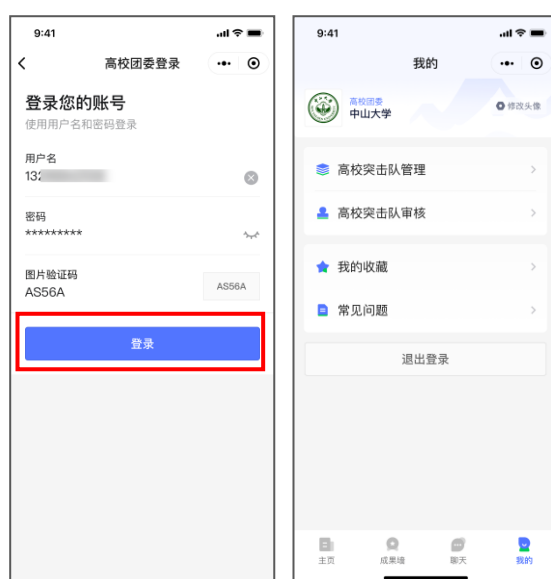 9:41
高校团委登录
登录您的账号
使用用户名和密码登录
用户名
13
密码
*********
图片验证码
AS56A
AS56A
登录
9:41
我的
高校团委
中山大学
修改头像
高校突击队管理
高校突击队审核
我的收藏
常见问题
退出登录
主页
成果墙
聊天
我的